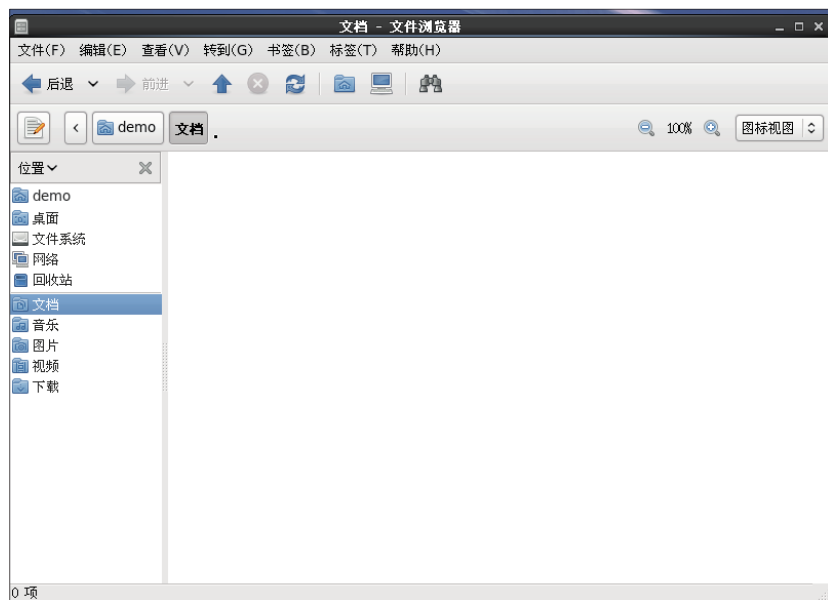 文档 - 文件浏览器
文件(F) 编辑(E) 查看(V) 转到(G) 书签(B) 标签(T) 帮助(H)
后退 前进
demo 文档 100% 图标视图
位置
demo
桌面
文件系统
网络
回收站
文档
音乐
图片
视频
下载
0 项